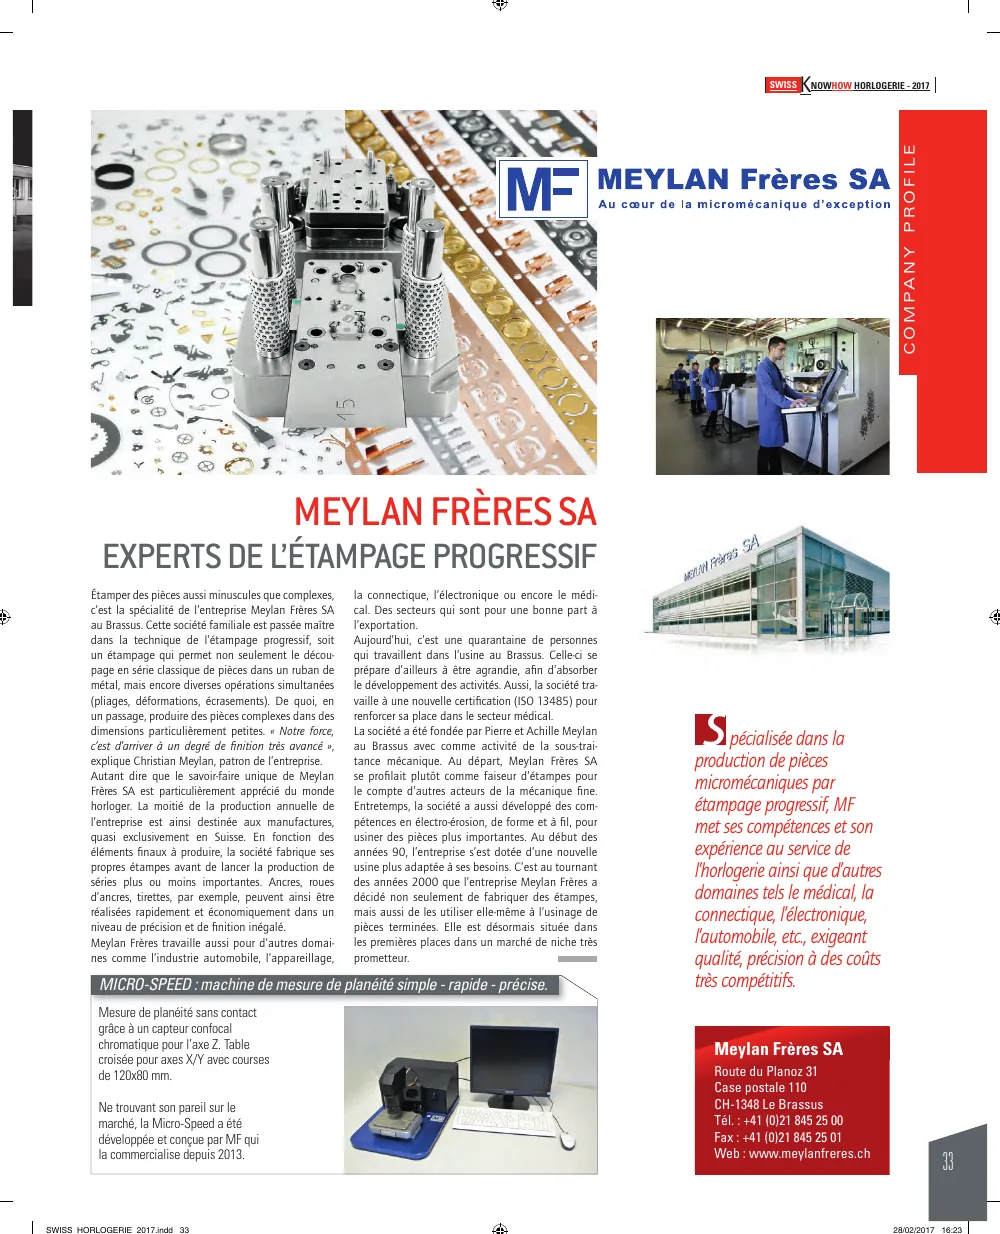 SWISS KNOWHOW HORLOGERIE - 2017
COMPANY PROFILE
MF
MEYLAN Frères SA
Au cœur de la micromécanique d'exception
15
MEYLAN FRÈRES SA
EXPERTS DE L'ÉTAMPAGE PROGRESSIF
Étamper des pièces aussi minuscules que complexes,
c'est la spécialité de l'entreprise Meylan Frères SA
au Brassus. Cette société familiale est passée maître
dans la technique de l'étampage progressif, soit
un étampage qui permet non seulement le décou-
page en série classique de pièces dans un ruban de
métal, mais encore diverses opérations simultanées
(pliages, déformations, écrasements). De quoi, en
un passage, produire des pièces complexes dans des
dimensions particulièrement petites. « Notre force,
c'est d'arriver à un degré de finition très avancé »,
explique Christian Meylan, patron de l'entreprise.
Autant dire que le savoir-faire unique de Meylan
Frères SA est particulièrement apprécié du monde
horloger. La moitié de la production annuelle de
l'entreprise est ainsi destinée aux manufactures,
quasi exclusivement en Suisse. En fonction des
éléments finaux à produire, la société fabrique ses
propres étampes avant de lancer la production de
séries plus ou moins importantes. Ancres, roues
d'ancres, tirettes, par exemple, peuvent ainsi être
réalisées rapidement et économiquement dans un
niveau de précision et de finition inégalé.
Meylan Frères travaille aussi pour d'autres domai-
nes comme l'industrie automobile, l'appareillage,
la connectique, l'électronique ou encore le médi-
cal. Des secteurs qui sont pour une bonne part à
l'exportation.
Aujourd'hui, c'est une quarantaine de personnes
qui travaillent dans l'usine au Brassus. Celle-ci se
prépare d'ailleurs à être agrandie, afin d'absorber
le développement des activités. Aussi, la société tra-
vaille à une nouvelle certification (ISO 13485) pour
renforcer sa place dans le secteur médical.
La société a été fondée par Pierre et Achille Meylan
au Brassus avec comme activité de la sous-trai-
tance mécanique. Au départ, Meylan Frères SA
se profilait plutôt comme faiseur d'étampes pour
le compte d'autres acteurs de la mécanique fine.
Entretemps, la société a aussi développé des com-
pétences en électro-érosion, de forme et à fil, pour
usiner des pièces plus importantes. Au début des
années 90, l'entreprise s'est dotée d'une nouvelle
usine plus adaptée à ses besoins. C'est au tournant
des années 2000 que l'entreprise Meylan Frères a
décidé non seulement de fabriquer des étampes,
mais aussi de les utiliser elle-même à l'usinage de
pièces terminées. Elle est désormais située dans
les premières places dans un marché de niche très
prometteur.
MEYLAN Frères SA
Spécialisée dans la
production de pièces
micromécaniques par
étampage progressif, MF
met ses compétences et son
expérience au service de
l'horlogerie ainsi que d'autres
domaines tels le médical, la
connectique, l'électronique,
l'automobile, etc., exigeant
qualité, précision à des coûts
très compétitifs.
MICRO-SPEED : machine de mesure de planéité simple - rapide - précise.
Mesure de planéité sans contact
grâce à un capteur confocal
chromatique pour l'axe Z. Table
croisée pour axes X/Y avec courses
de 120x80 mm.
Ne trouvant son pareil sur le
marché, la Micro-Speed a été
développée et conçue par MF qui
la commercialise depuis 2013.
MF
Meylan Frères SA
Route du Planoz 31
Case postale 110
CH-1348 Le Brassus
Tél. : +41 (0)21 845 25 00
Fax : +41 (0)21 845 25 01
Web : www.meylanfreres.ch
33
SWISS HORLOGERIE 2017.indd 33
28/02/2017 16:23